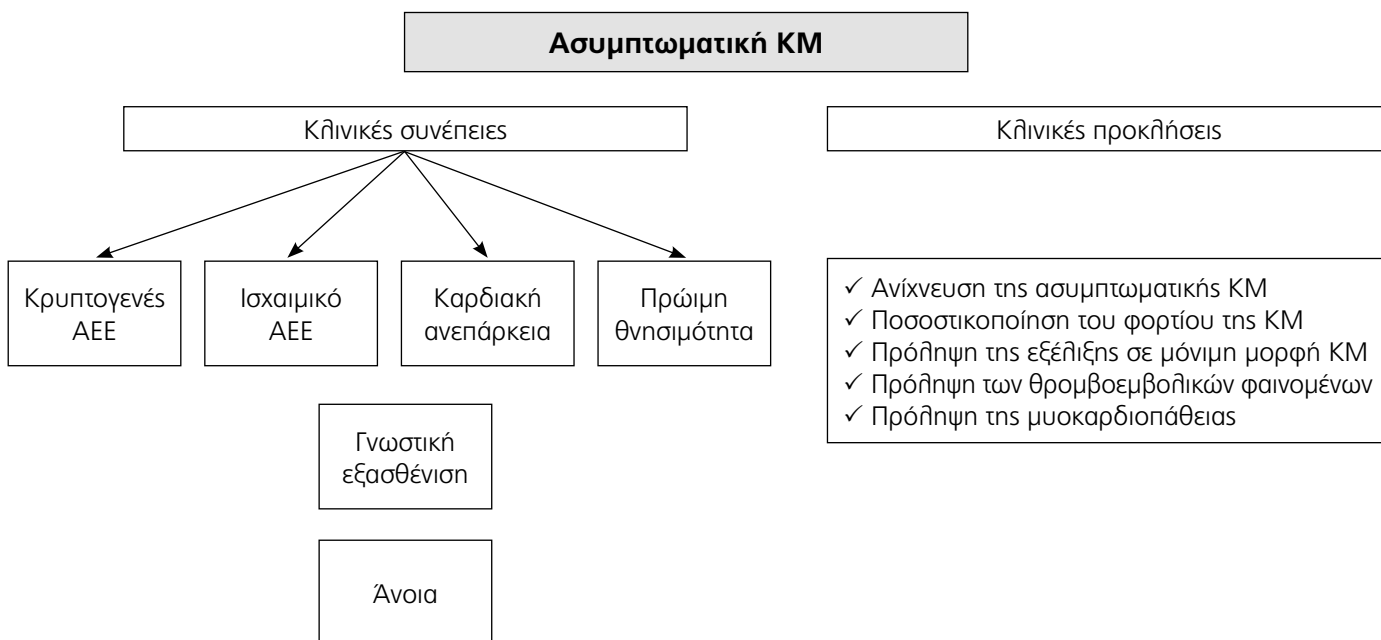 Ασυμπτωματική ΚΜ
Κλινικές συνέπειες
Κλινικές προκλήσεις
Κρυπτογενές
ΑΕΕ
Ισχαιμικό
ΑΕΕ
Καρδιακή
ανεπάρκεια
Πρώιμη
θνησιμότητα
Γνωστική
εξασθένιση
Άνοια
✓ Ανίχνευση της ασυμπτωματικής ΚΜ
✓ Ποσοστικοποίηση του φορτίου της ΚΜ
✓ Πρόληψη της εξέλιξης σε μόνιμη μορφή ΚΜ
✓ Πρόληψη των θρομβοεμβολικών φαινομένων
✓ Πρόληψη της μυοκαρδιοπάθειας